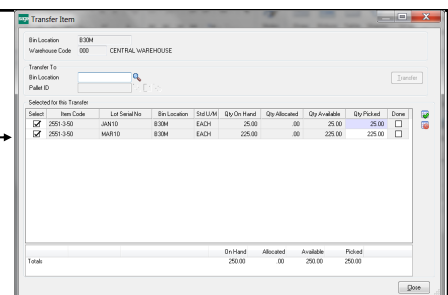 sage Transfer Item
Bin Location B30M
Warehouse Code 000 CENTRAL WAREHOUSE
Transfer To
Bin Location
Pallet ID
Transfer
Selected for this Transfer
Select Item Code Lot Serial No Bin Location Std U/M Qty On Hand Qty Allocated Qty Available Qty Picked Done
2551-3-50 JAN10 B30M EACH 25.00 .00 25.00 25.00
2551-3-50 MAR10 B30M EACH 225.00 .00 225.00 225.00
On Hand Allocated Available Picked
Totals 250.00 .00 250.00 250.00
Close